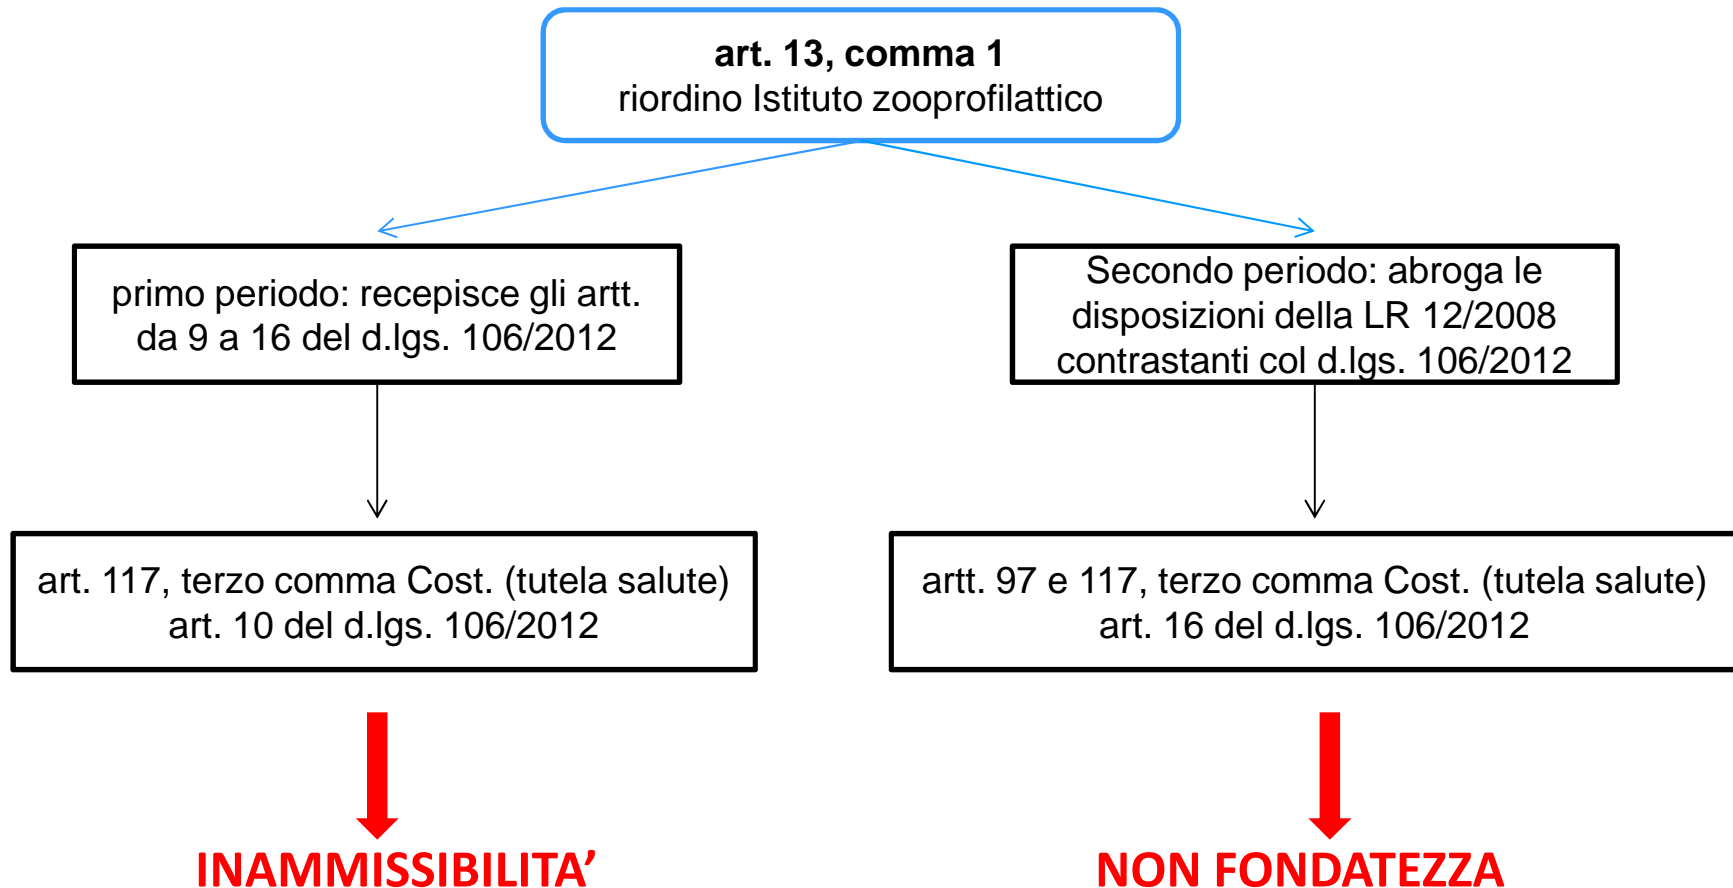 art. 13, comma 1
riordino Istituto zooprofilattico
primo periodo: recepisce gli artt.
da 9 a 16 del d.lgs. 106/2012
Secondo periodo: abroga le
disposizioni della LR 12/2008
contrastanti col d.lgs. 106/2012
art. 117, terzo comma Cost. (tutela salute)
art. 10 del d.lgs. 106/2012
artt. 97 e 117, terzo comma Cost. (tutela salute)
art. 16 del d.lgs. 106/2012
INAMMISSIBILITA’
NON FONDATEZZA